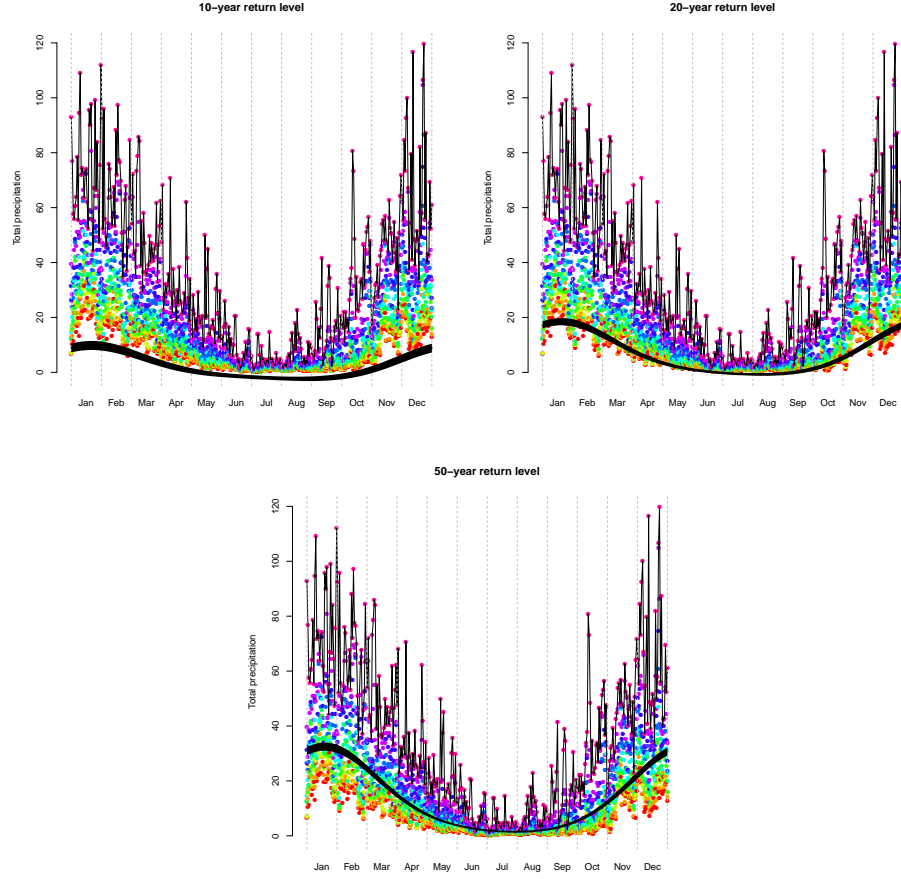 10−year return level
Total precipitation
120
100
80
60
40
20
0
Jan Feb Mar Apr May Jun Jul Aug Sep Oct Nov Dec
20−year return level
Total precipitation
120
100
80
60
40
20
0
Jan Feb Mar Apr May Jun Jul Aug Sep Oct Nov Dec
50−year return level
Total precipitation
120
100
80
60
40
20
0
Jan Feb Mar Apr May Jun Jul Aug Sep Oct Nov Dec